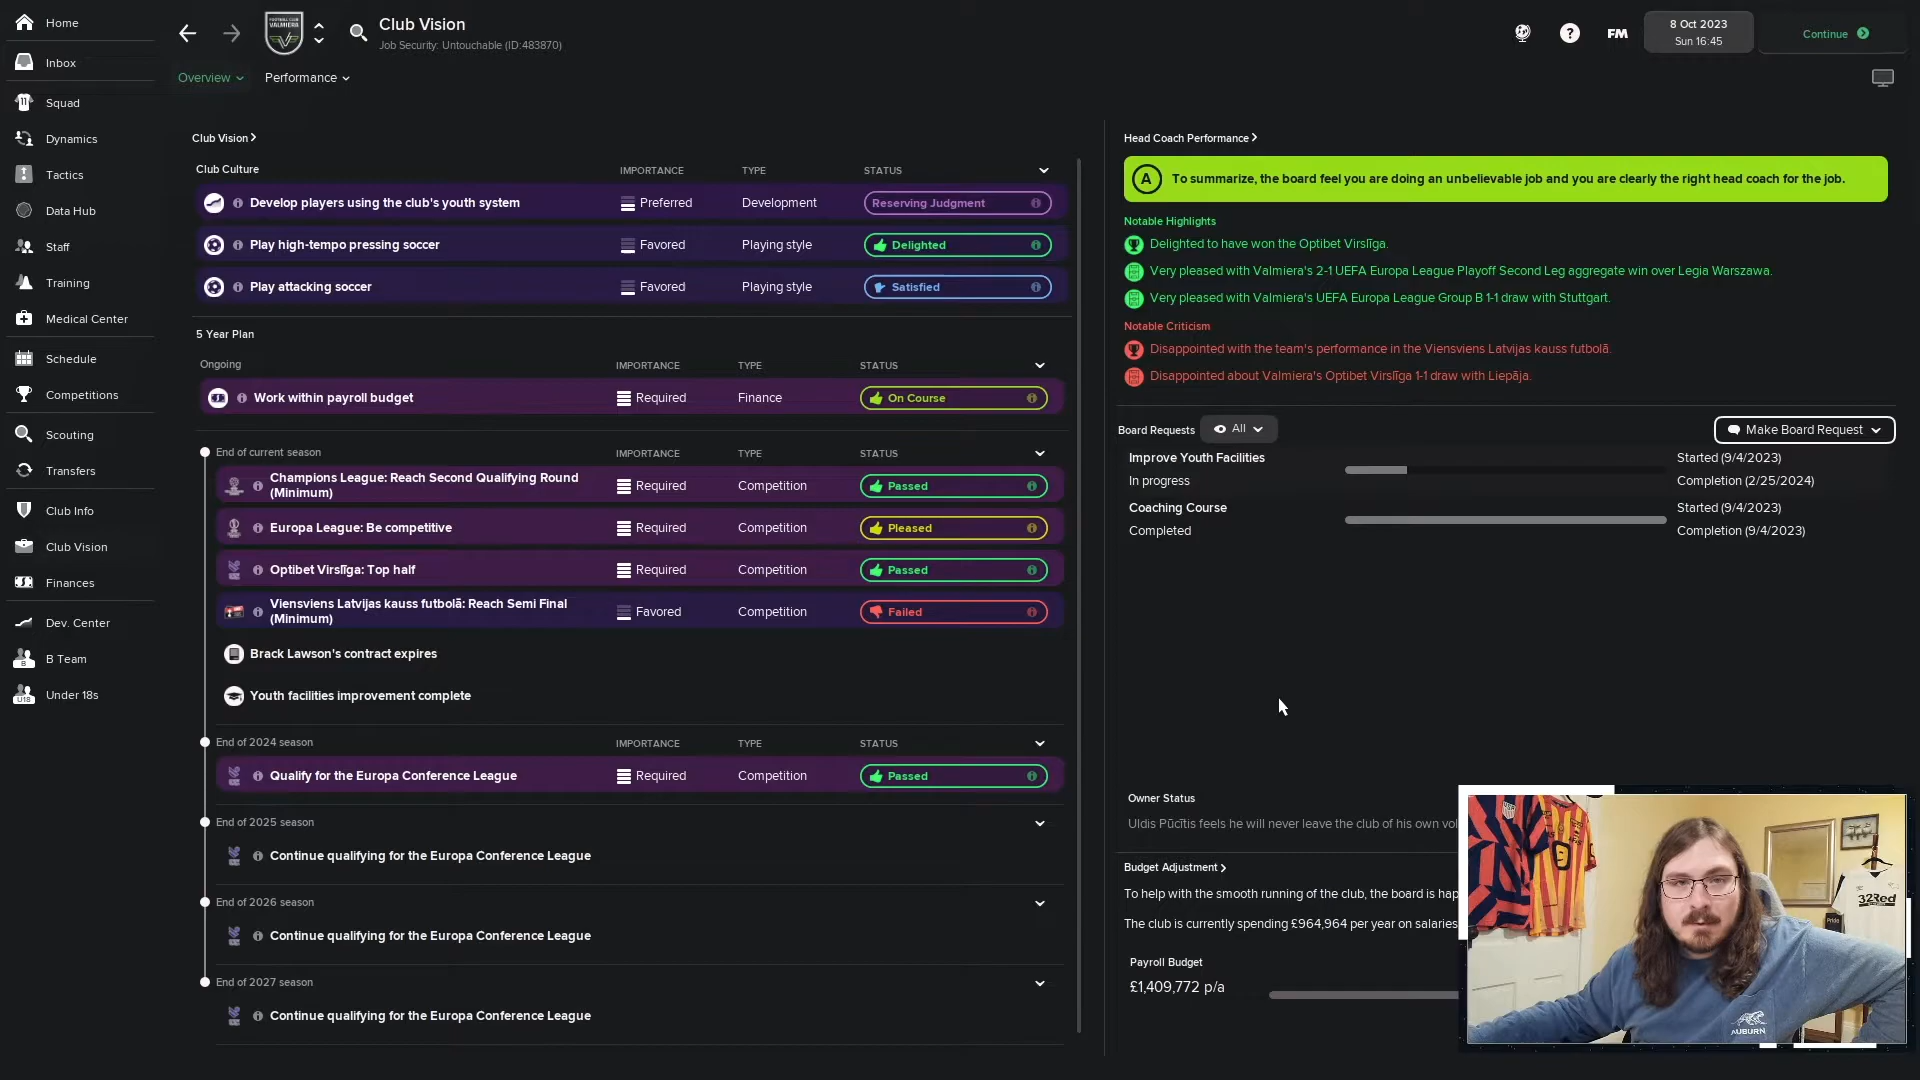 Home
Inbox
Squad
Dynamics
Tactics
Data Hub
Staff
Training
Medical Center
Schedule
Competitions
Scouting
Transfers
Club Info
Club Vision
Finances
Dev. Center
B Team
Under 18s
FOOTBALL CLUB
VALMIERA
Club Vision
Job Security: Untouchable (ID:483870)
Overview
Performance
?
FM
8 Oct 2023
Sun 16:45
Continue
Club Vision
Club Culture IMPORTANCE TYPE STATUS
Develop players using the club's youth system Preferred Development Reserving Judgment
Play high-tempo pressing soccer Favored Playing style Delighted
Play attacking soccer Favored Playing style Satisfied
5 Year Plan
Ongoing IMPORTANCE TYPE STATUS
Work within payroll budget Required Finance On Course
End of current season IMPORTANCE TYPE STATUS
Champions League: Reach Second Qualifying Round
(Minimum) Required Competition Passed
Europa League: Be competitive Required Competition Pleased
Optibet Virslīga: Top half Required Competition Passed
Viensviens Latvijas kauss futbolā: Reach Semi Final
(Minimum) Favored Competition Failed
Brack Lawson's contract expires
Youth facilities improvement complete
End of 2024 season IMPORTANCE TYPE STATUS
Qualify for the Europa Conference League Required Competition Passed
End of 2025 season
Continue qualifying for the Europa Conference League
End of 2026 season
Continue qualifying for the Europa Conference League
End of 2027 season
Continue qualifying for the Europa Conference League
Head Coach Performance
A To summarize, the board feel you are doing an unbelievable job and you are clearly the right head coach for the job.
Notable Highlights
Delighted to have won the Optibet Virslīga.
Very pleased with Valmiera's 2-1 UEFA Europa League Playoff Second Leg aggregate win over Legia Warszawa.
Very pleased with Valmiera's UEFA Europa League Group B 1-1 draw with Stuttgart.
Notable Criticism
Disappointed with the team's performance in the Viensviens Latvijas kauss futbolā.
Disappointed about Valmiera's Optibet Virslīga 1-1 draw with Liepāja.
Board Requests All Make Board Request
Improve Youth Facilities Started (9/4/2023)
In progress Completion (2/25/2024)
Coaching Course Started (9/4/2023)
Completed Completion (9/4/2023)
Owner Status
Uldis Pūcītis feels he will never leave the club of his own vol
Budget Adjustment
To help with the smooth running of the club, the board is hap
The club is currently spending £964,964 per year on salaries
Payroll Budget
£1,409,772 p/a
32Red
Pride
AUBURN